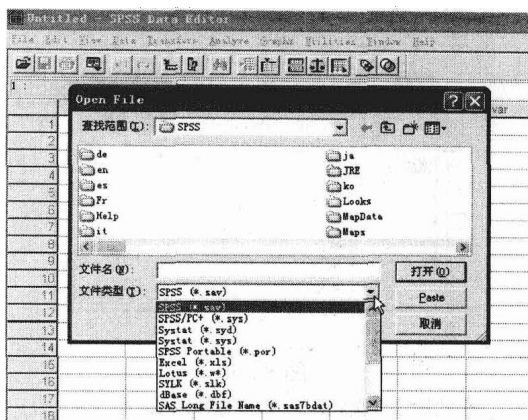 Untitled - SPSS Data Editor
File Edit View Data Transform Analyze Graphs Utilities Window Help
1 :
Open File
var
查找范围(I): SPSS
de
en
es
Fr
Help
it
ja
JRE
ko
Looks
MapData
Maps
文件名(N):
打开(O)
文件类型(T): SPSS (*.sav)
Paste
取消
SPSS (*.sav)
SPSS/PC+ (*.sys)
Systat (*.syd)
Systat (*.sys)
SPSS Portable (*.por)
Excel (*.xls)
Lotus (*.w*)
SYLK (*.slk)
dBase (*.dbf)
SAS Long File Name (*.sas7bdat)
1
2
3
4
5
6
7
8
9
10
11
12
13
14
15
16
17
18